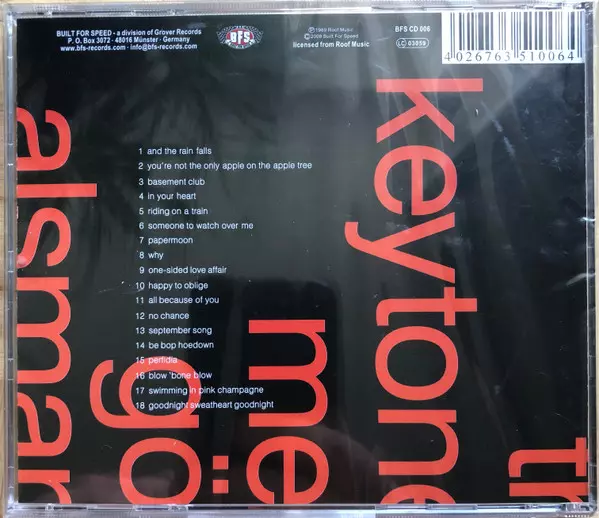 BUILT FOR SPEED - a division of Grover Records
P. O. Box 3072 · 48016 Münster · Germany
www.bfs-records.com · info@bfs-records.com
BFS
℗1989 Roof Music
©2009 Built For Speed
licensed from Roof Music
BFS CD 006
LC 03059
4 026763 510064
1 and the rain falls
2 you're not the only apple on the apple tree
3 basement club
4 in your heart
5 riding on a train
6 someone to watch over me
7 papermoon
8 why
9 one-sided love affair
10 happy to oblige
11 all because of you
12 no chance
13 september song
14 be bop hoedown
15 perfidia
16 blow 'bone blow
17 swimming in pink champagne
18 goodnight sweatheart goodnight
th
keytone
me
gö
alsmar